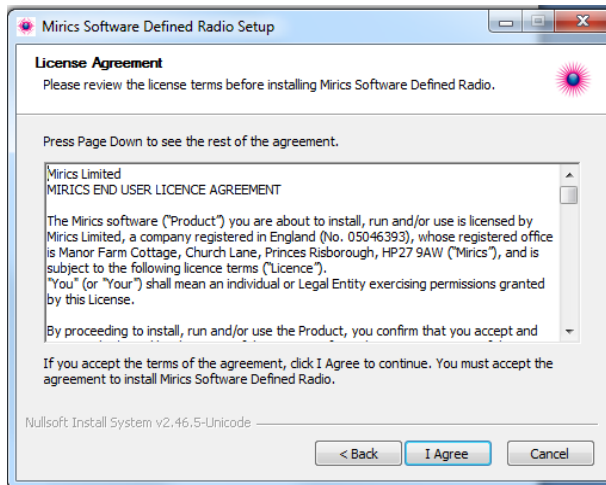 Mirics Software Defined Radio Setup
License Agreement
Please review the license terms before installing Mirics Software Defined Radio.
Press Page Down to see the rest of the agreement.
Mirics Limited
MIRICS END USER LICENCE AGREEMENT
The Mirics software ("Product") you are about to install, run and/or use is licensed by
Mirics Limited, a company registered in England (No. 05046393), whose registered office
is Manor Farm Cottage, Church Lane, Princes Risborough, HP27 9AW ("Mirics"), and is
subject to the following licence terms ("Licence").
"You" (or "Your") shall mean an individual or Legal Entity exercising permissions granted
by this License.
By proceeding to install, run and/or use the Product, you confirm that you accept and
If you accept the terms of the agreement, click I Agree to continue. You must accept the
agreement to install Mirics Software Defined Radio.
Nullsoft Install System v2.46.5-Unicode
< Back
I Agree
Cancel